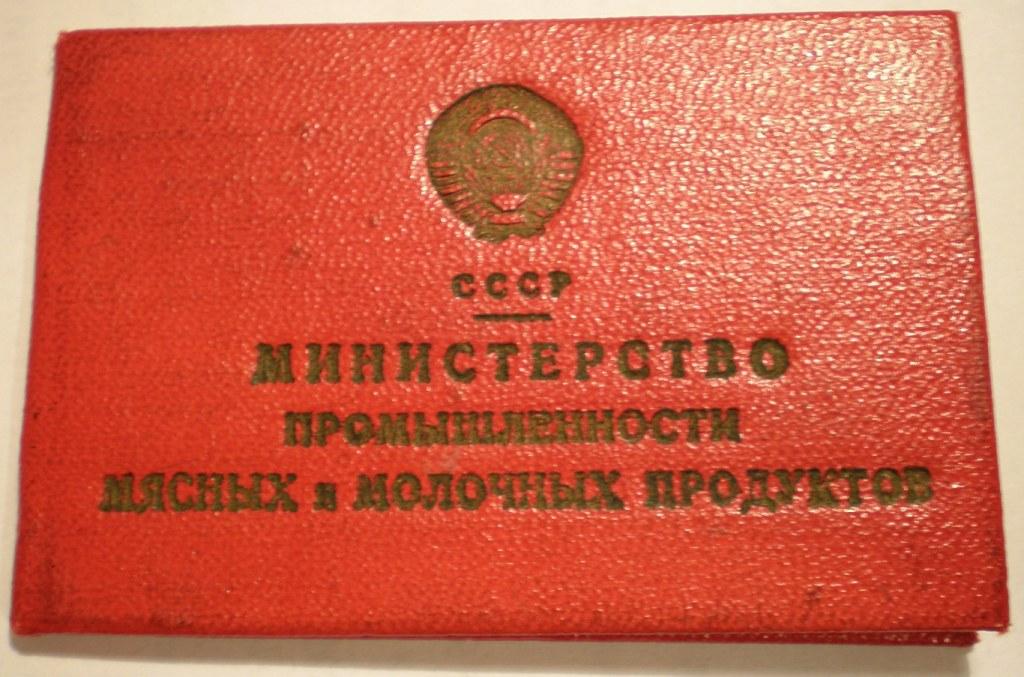 СССР
МИНИСТЕРСТВО
ПРОМЫШЛЕННОСТИ
МЯСНЫХ и МОЛОЧНЫХ ПРОДУКТОВ